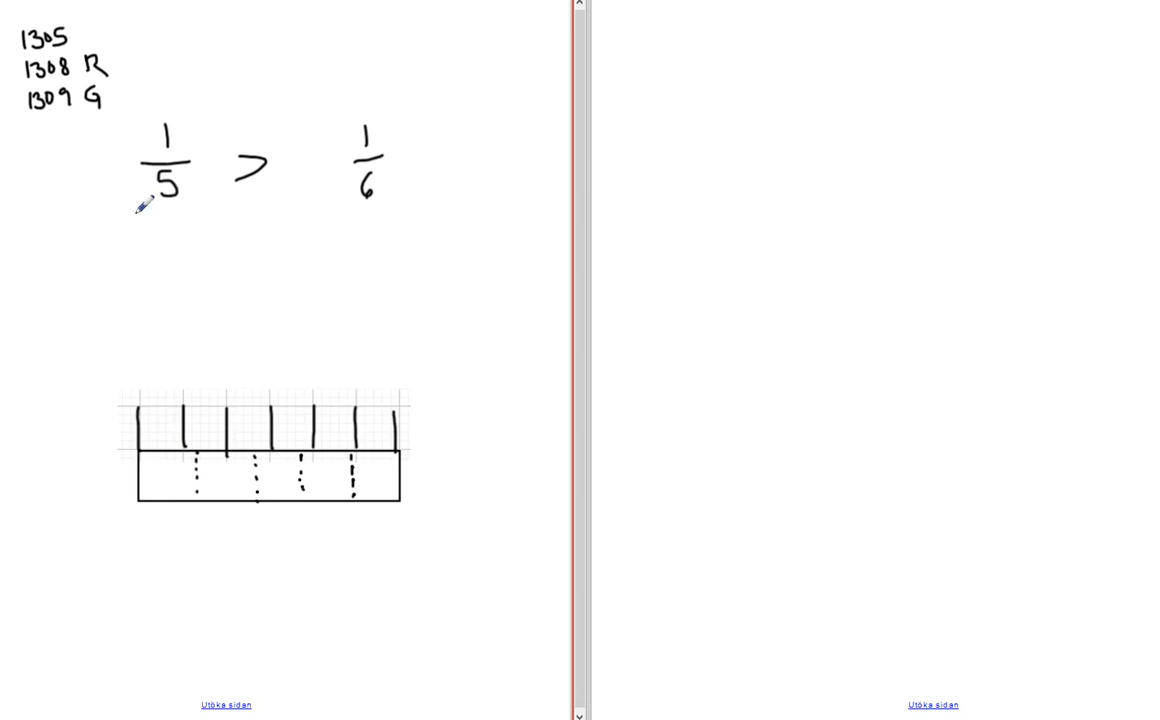 1305
1308 R
1309 G
1/5 > 1/6
Utöka sidan
Utöka sidan